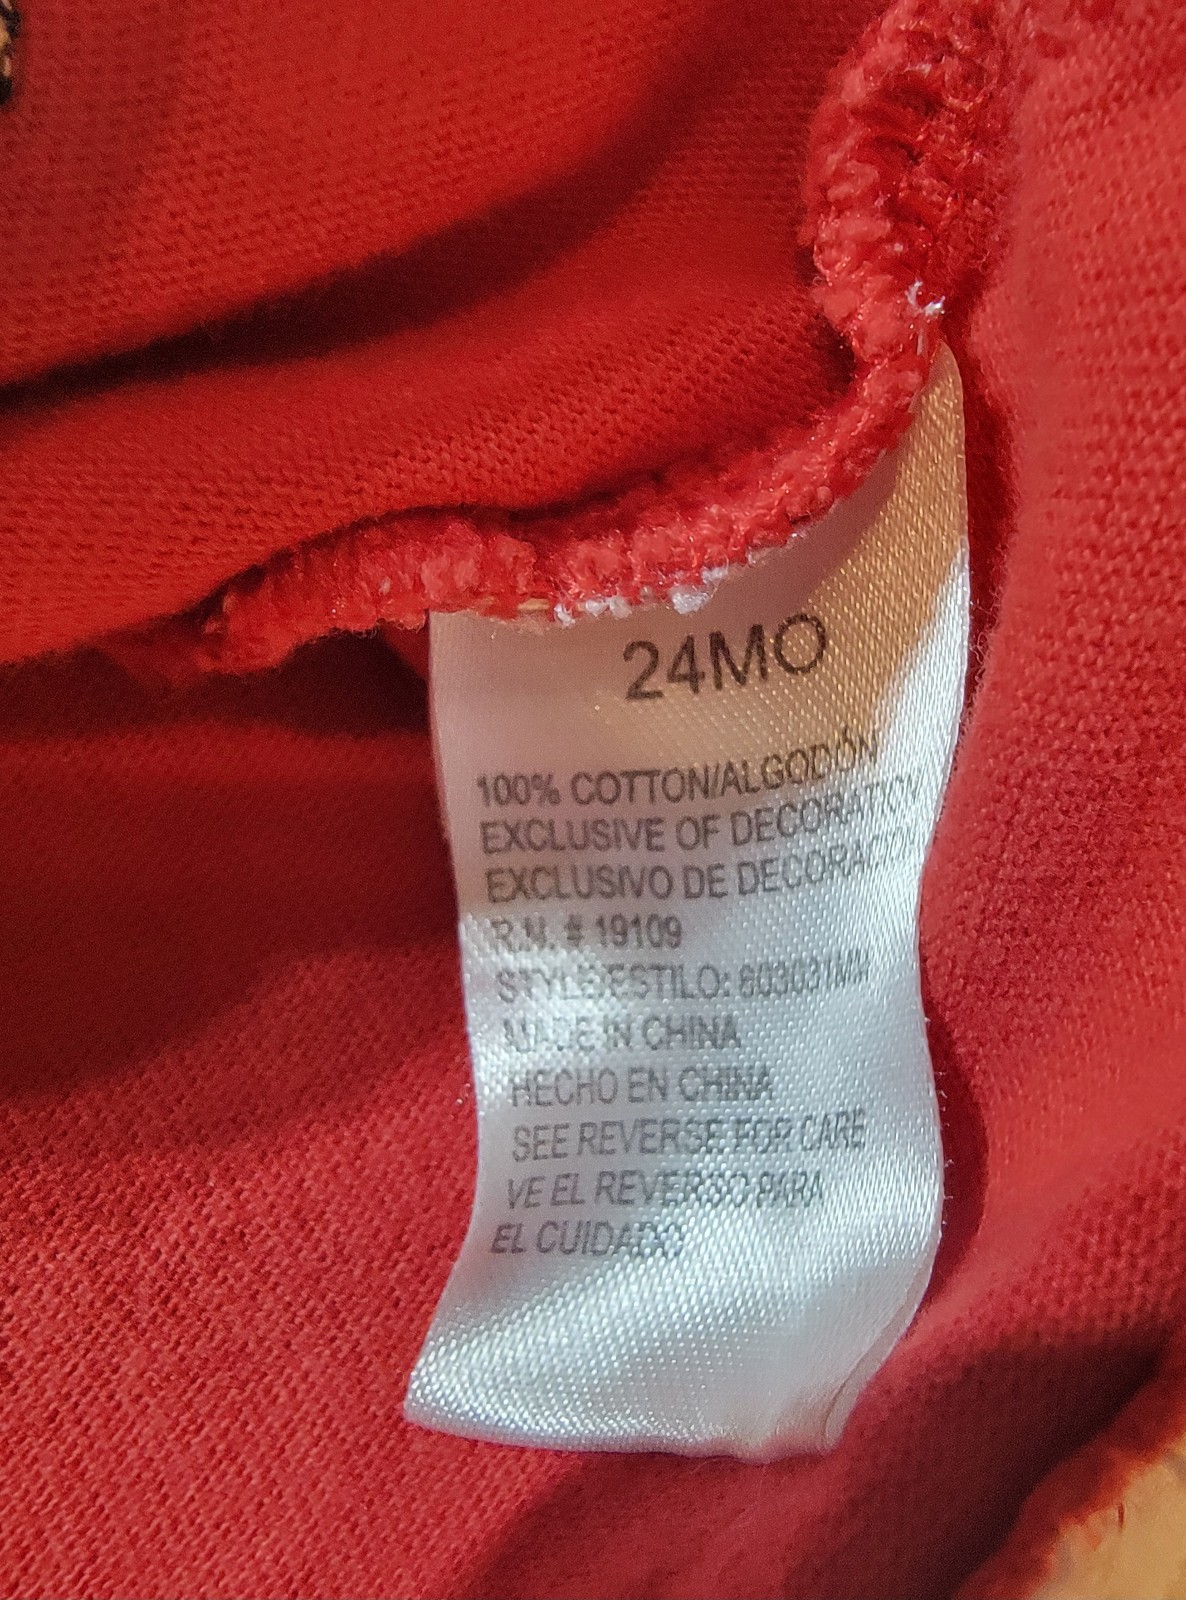 24MO
100% COTTON/ALGODÓN
EXCLUSIVE OF DECORATION
EXCLUSIVO DE DECORACIÓN
R.N. # 19109
STYLE/ESTILO: 603031MM
MADE IN CHINA
HECHO EN CHINA
SEE REVERSE FOR CARE
VE EL REVERSO PARA
EL CUIDADO